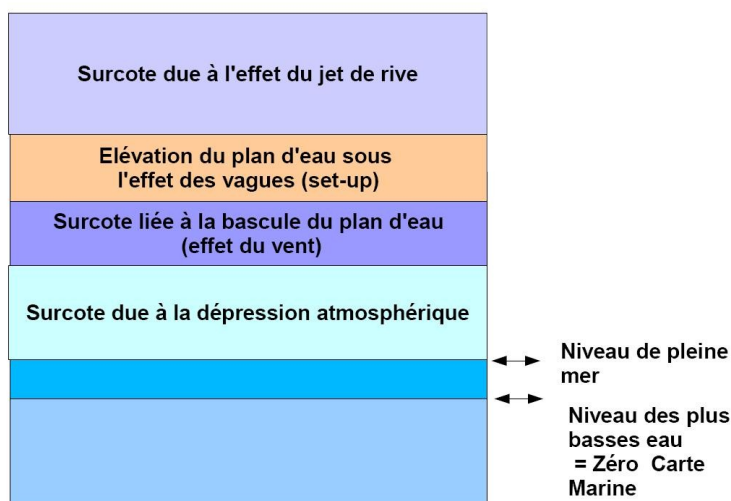 Surcote due à l'effet du jet de rive
Elévation du plan d'eau sous
l'effet des vagues (set-up)
Surcote liée à la bascule du plan d'eau
(effet du vent)
Surcote due à la dépression atmosphérique
Niveau de pleine
mer
Niveau des plus
basses eau
= Zéro Carte
Marine